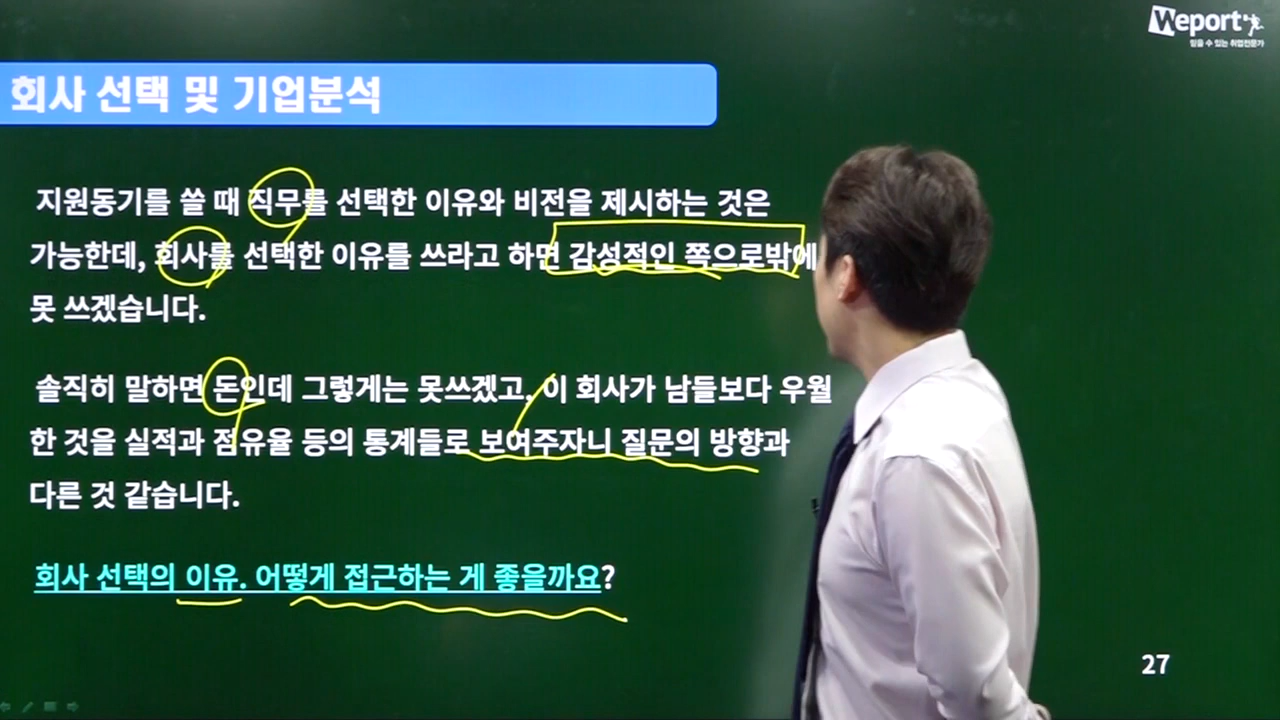 Weport
믿을 수 있는 취업전문가
회사 선택 및 기업분석
지원동기를 쓸 때 직무를 선택한 이유와 비전을 제시하는 것은
가능한데, 회사를 선택한 이유를 쓰라고 하면 감성적인 쪽으로밖에
못 쓰겠습니다.
솔직히 말하면 돈인데 그렇게는 못쓰겠고, 이 회사가 남들보다 우월
한 것을 실적과 점유율 등의 통계들로 보여주자니 질문의 방향과
다른 것 같습니다.
회사 선택의 이유. 어떻게 접근하는 게 좋을까요?
27